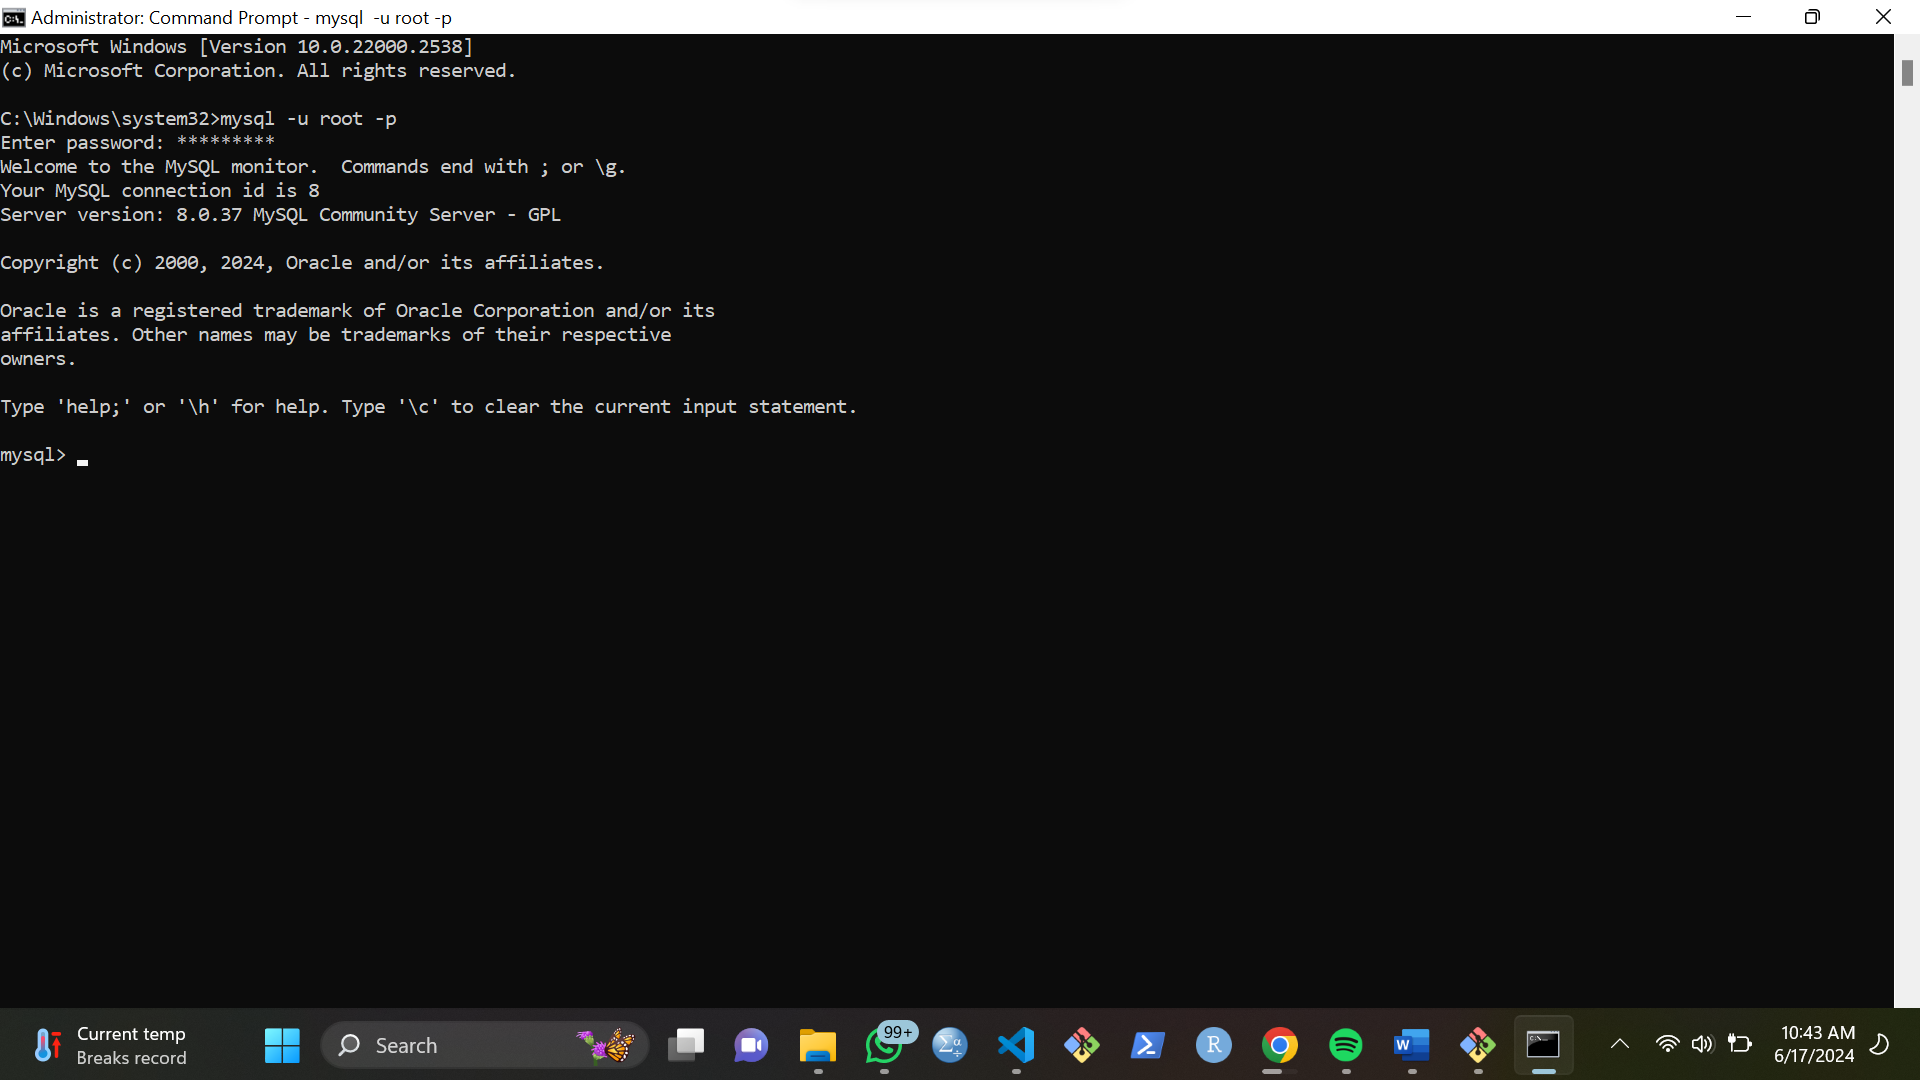 Administrator: Command Prompt - mysql  -u root -p
Microsoft Windows [Version 10.0.22000.2538]
(c) Microsoft Corporation. All rights reserved.
C:\Windows\system32>mysql -u root -p
Enter password: *********
Welcome to the MySQL monitor.  Commands end with ; or \g.
Your MySQL connection id is 8
Server version: 8.0.37 MySQL Community Server - GPL
Copyright (c) 2000, 2024, Oracle and/or its affiliates.
Oracle is a registered trademark of Oracle Corporation and/or its
affiliates. Other names may be trademarks of their respective
owners.
Type 'help;' or '\h' for help. Type '\c' to clear the current input statement.
mysql>
Current temp
Breaks record
Search
99+
Σα
R
W
10:43 AM
6/17/2024